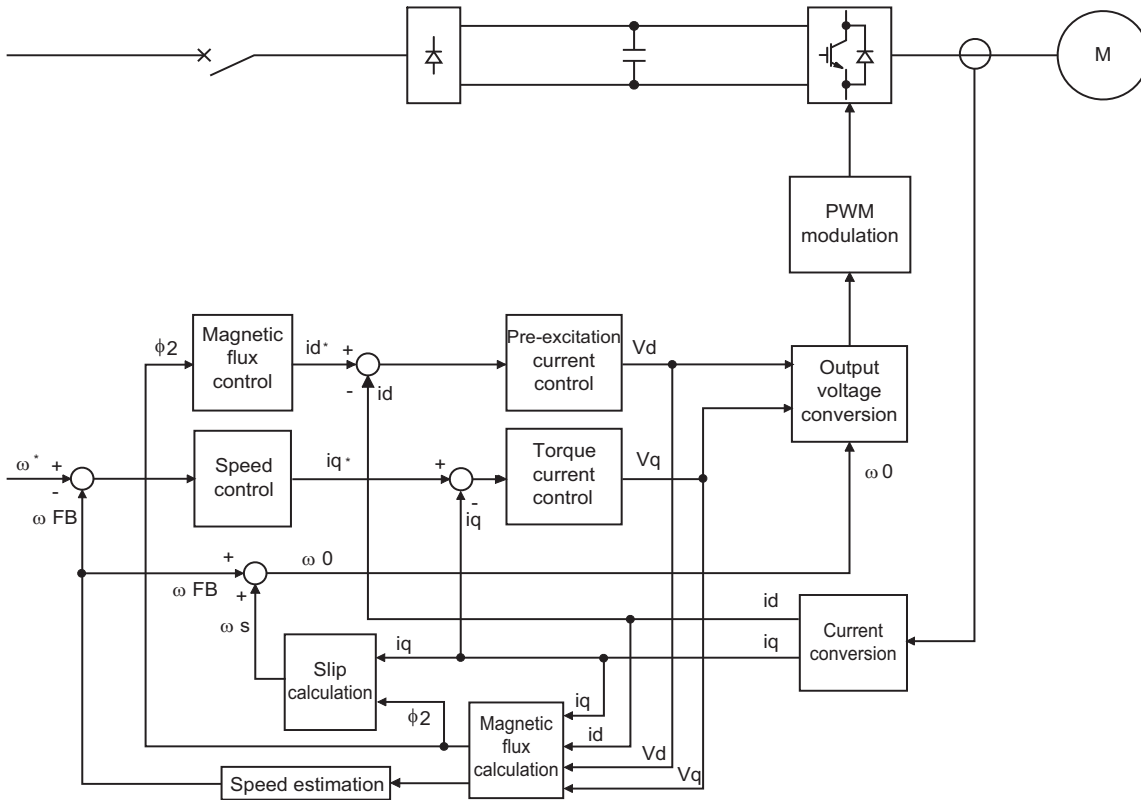 M
PWM
modulation
Magnetic
flux
control
ϕ2
id*
+
-
id
Pre-excitation
current
control
Vd
Output
voltage
conversion
ω*
+
-
ω FB
Speed
control
iq*
+
-
iq
Torque
current
control
Vq
ω 0
+
ω FB
+
ω s
ω 0
id
iq
Current
conversion
Slip
calculation
iq
ϕ2
Magnetic
flux
calculation
iq
id
Vd
Vq
Speed estimation